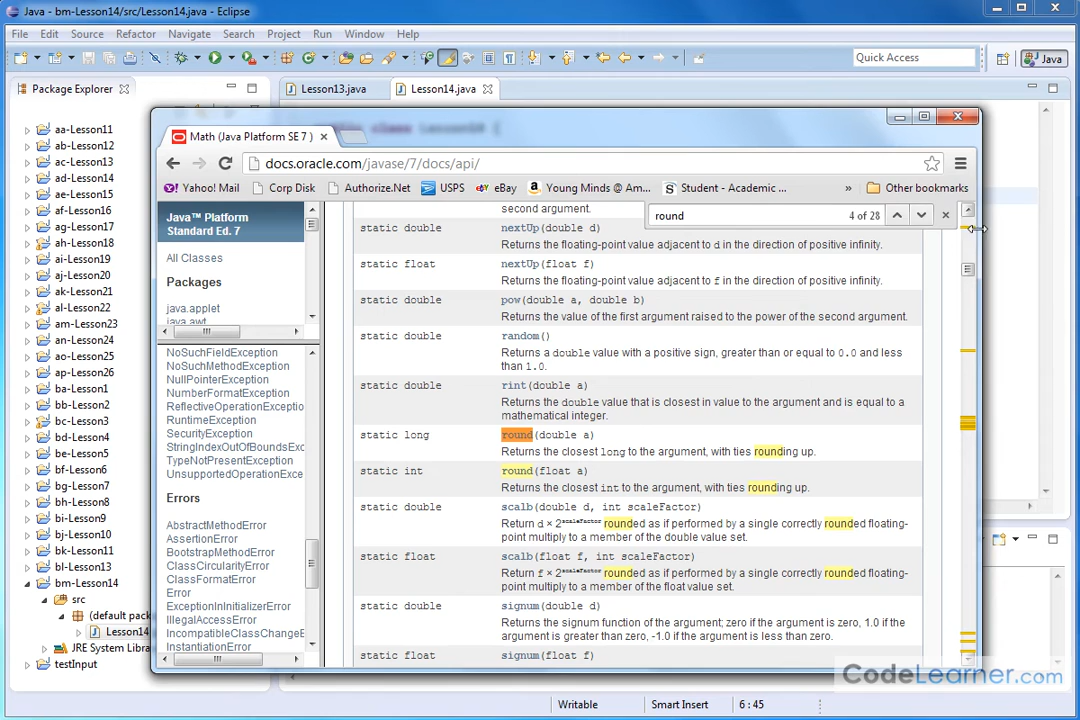 Java - bm-Lesson14/src/Lesson14.java - Eclipse
File Edit Source Refactor Navigate Search Project Run Window Help
Quick Access
Java
Package Explorer
Lesson13.java
Lesson14.java
aa-Lesson11
ab-Lesson12
ac-Lesson13
ad-Lesson14
ae-Lesson15
af-Lesson16
ag-Lesson17
ah-Lesson18
ai-Lesson19
aj-Lesson20
ak-Lesson21
al-Lesson22
am-Lesson23
an-Lesson24
ao-Lesson25
ap-Lesson26
ba-Lesson1
bb-Lesson2
bc-Lesson3
bd-Lesson4
be-Lesson5
bf-Lesson6
bg-Lesson7
bh-Lesson8
bi-Lesson9
bj-Lesson10
bk-Lesson11
bl-Lesson13
bm-Lesson14
src
(default pack
Lesson14
JRE System Libra
testInput
Math (Java Platform SE 7 )
docs.oracle.com/javase/7/docs/api/
Yahoo! Mail Corp Disk Authorize.Net USPS eBay Young Minds @ Am... Student - Academic ... » Other bookmarks
round 4 of 28
Java™ Platform
Standard Ed. 7
All Classes
Packages
java.applet
java.awt
NoSuchFieldException
NoSuchMethodException
NullPointerException
NumberFormatException
ReflectiveOperationExceptio
RuntimeException
SecurityException
StringIndexOutOfBoundsExc
TypeNotPresentException
UnsupportedOperationExce
Errors
AbstractMethodError
AssertionError
BootstrapMethodError
ClassCircularityError
ClassFormatError
Error
ExceptionInInitializerError
IllegalAccessError
IncompatibleClassChangeE
InstantiationError
second argument.
static double nextUp(double d)
Returns the floating-point value adjacent to d in the direction of positive infinity.
static float nextUp(float f)
Returns the floating-point value adjacent to f in the direction of positive infinity.
static double pow(double a, double b)
Returns the value of the first argument raised to the power of the second argument.
static double random()
Returns a double value with a positive sign, greater than or equal to 0.0 and less
than 1.0.
static double rint(double a)
Returns the double value that is closest in value to the argument and is equal to a
mathematical integer.
static long round(double a)
Returns the closest long to the argument, with ties rounding up.
static int round(float a)
Returns the closest int to the argument, with ties rounding up.
static double scalb(double d, int scaleFactor)
Return d × 2scaleFactor rounded as if performed by a single correctly rounded floating-
point multiply to a member of the double value set.
static float scalb(float f, int scaleFactor)
Return f × 2scaleFactor rounded as if performed by a single correctly rounded floating-
point multiply to a member of the float value set.
static double signum(double d)
Returns the signum function of the argument; zero if the argument is zero, 1.0 if the
argument is greater than zero, -1.0 if the argument is less than zero.
static float signum(float f)
CodeLearner.com
Writable Smart Insert 6 : 45